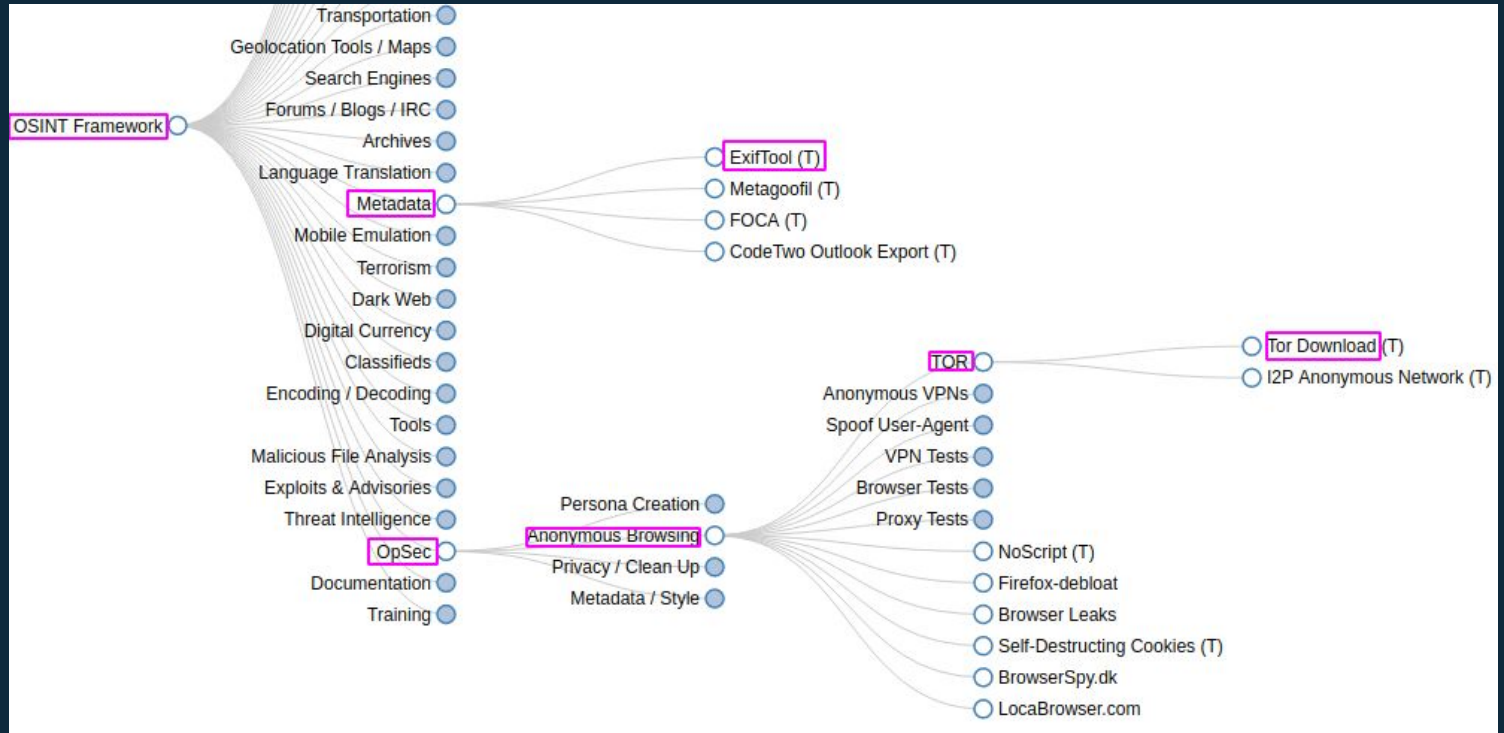 Transportation
Geolocation Tools / Maps
Search Engines
Forums / Blogs / IRC
OSINT Framework
Archives
Language Translation
Metadata
Mobile Emulation
Terrorism
Dark Web
Digital Currency
Classifieds
Encoding / Decoding
Tools
Malicious File Analysis
Exploits & Advisories
Threat Intelligence
OpSec
Documentation
Training
ExifTool (T)
Metagoofil (T)
FOCA (T)
CodeTwo Outlook Export (T)
Persona Creation
Anonymous Browsing
Privacy / Clean Up
Metadata / Style
TOR
Anonymous VPNs
Spoof User-Agent
VPN Tests
Browser Tests
Proxy Tests
NoScript (T)
Firefox-debloat
Browser Leaks
Self-Destructing Cookies (T)
BrowserSpy.dk
LocaBrowser.com
Tor Download (T)
I2P Anonymous Network (T)